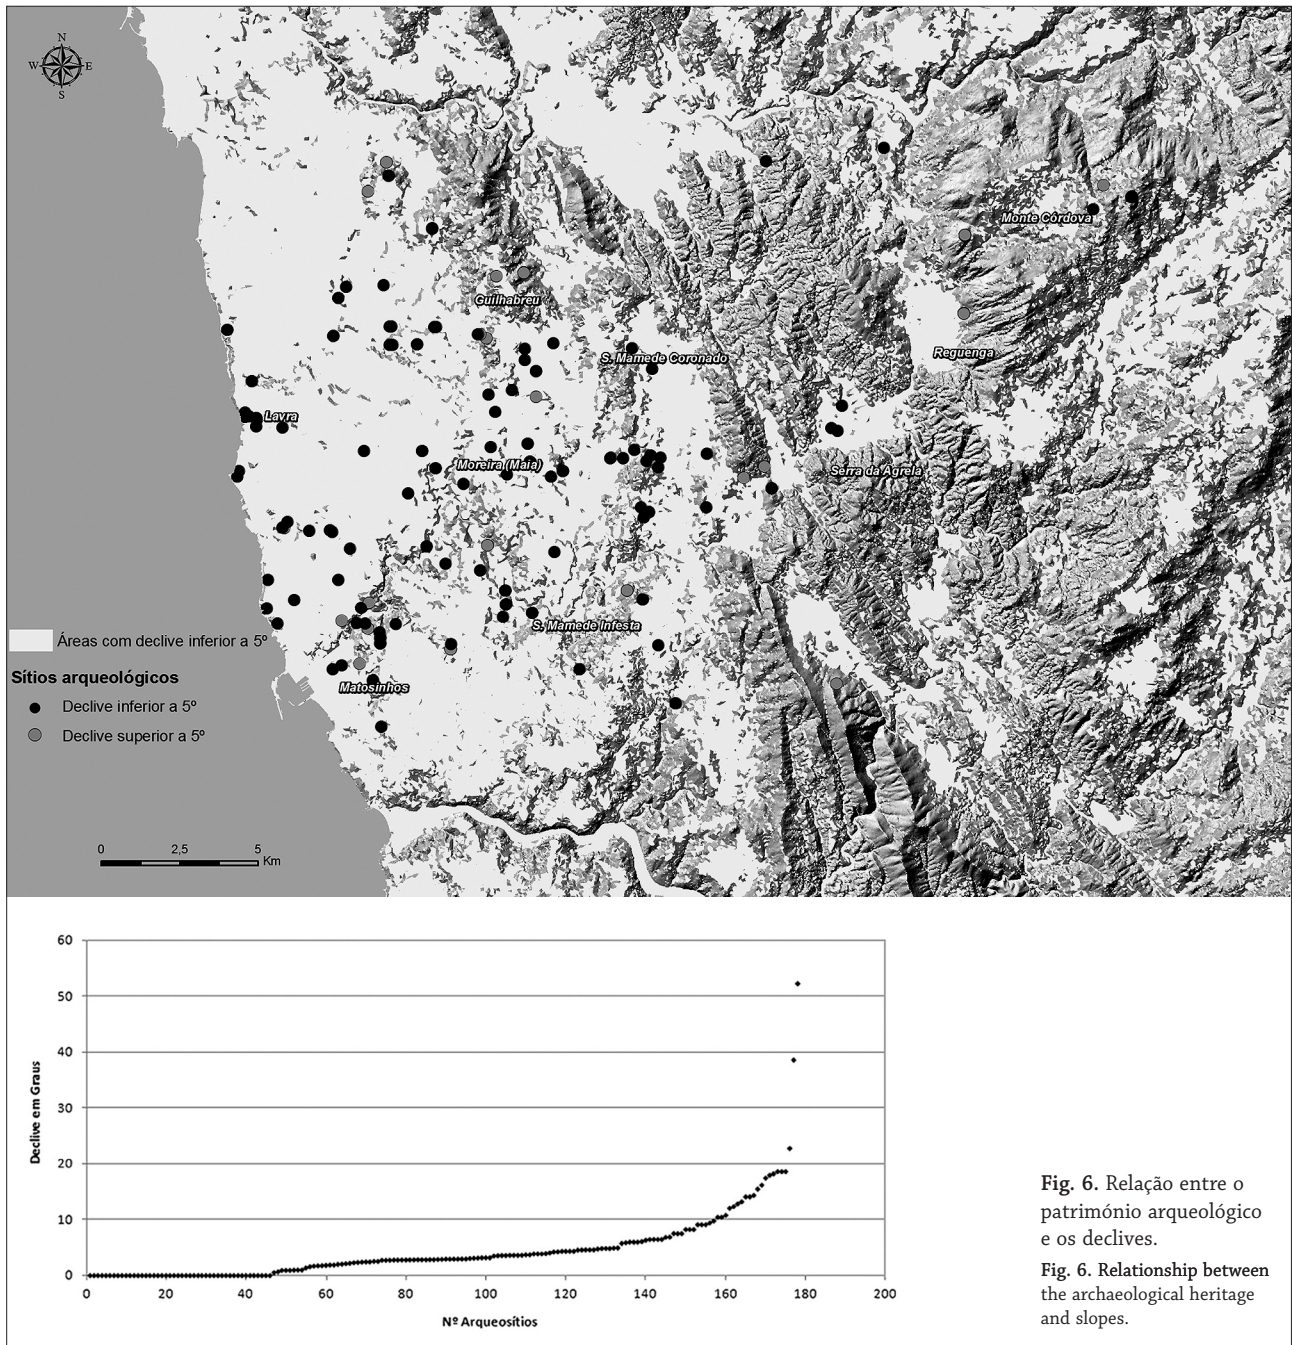 N
W E
S
Guilhabreu
Monte Córdova
S. Mamede Coronado
Reguenga
Lavra
Moreira (Maia)
Serra da Agrela
S. Mamede Infesta
Matosinhos
Áreas com declive inferior a 5º
Sítios arqueológicos
Declive inferior a 5º
Declive superior a 5º
0 2,5 5
Km
60
50
40
30
20
10
0
Declive em Graus
0 20 40 60 80 100 120 140 160 180 200
Nº Arqueosítios
Fig. 6. Relação entre o
património arqueológico
e os declives.
Fig. 6. Relationship between
the archaeological heritage
and slopes.